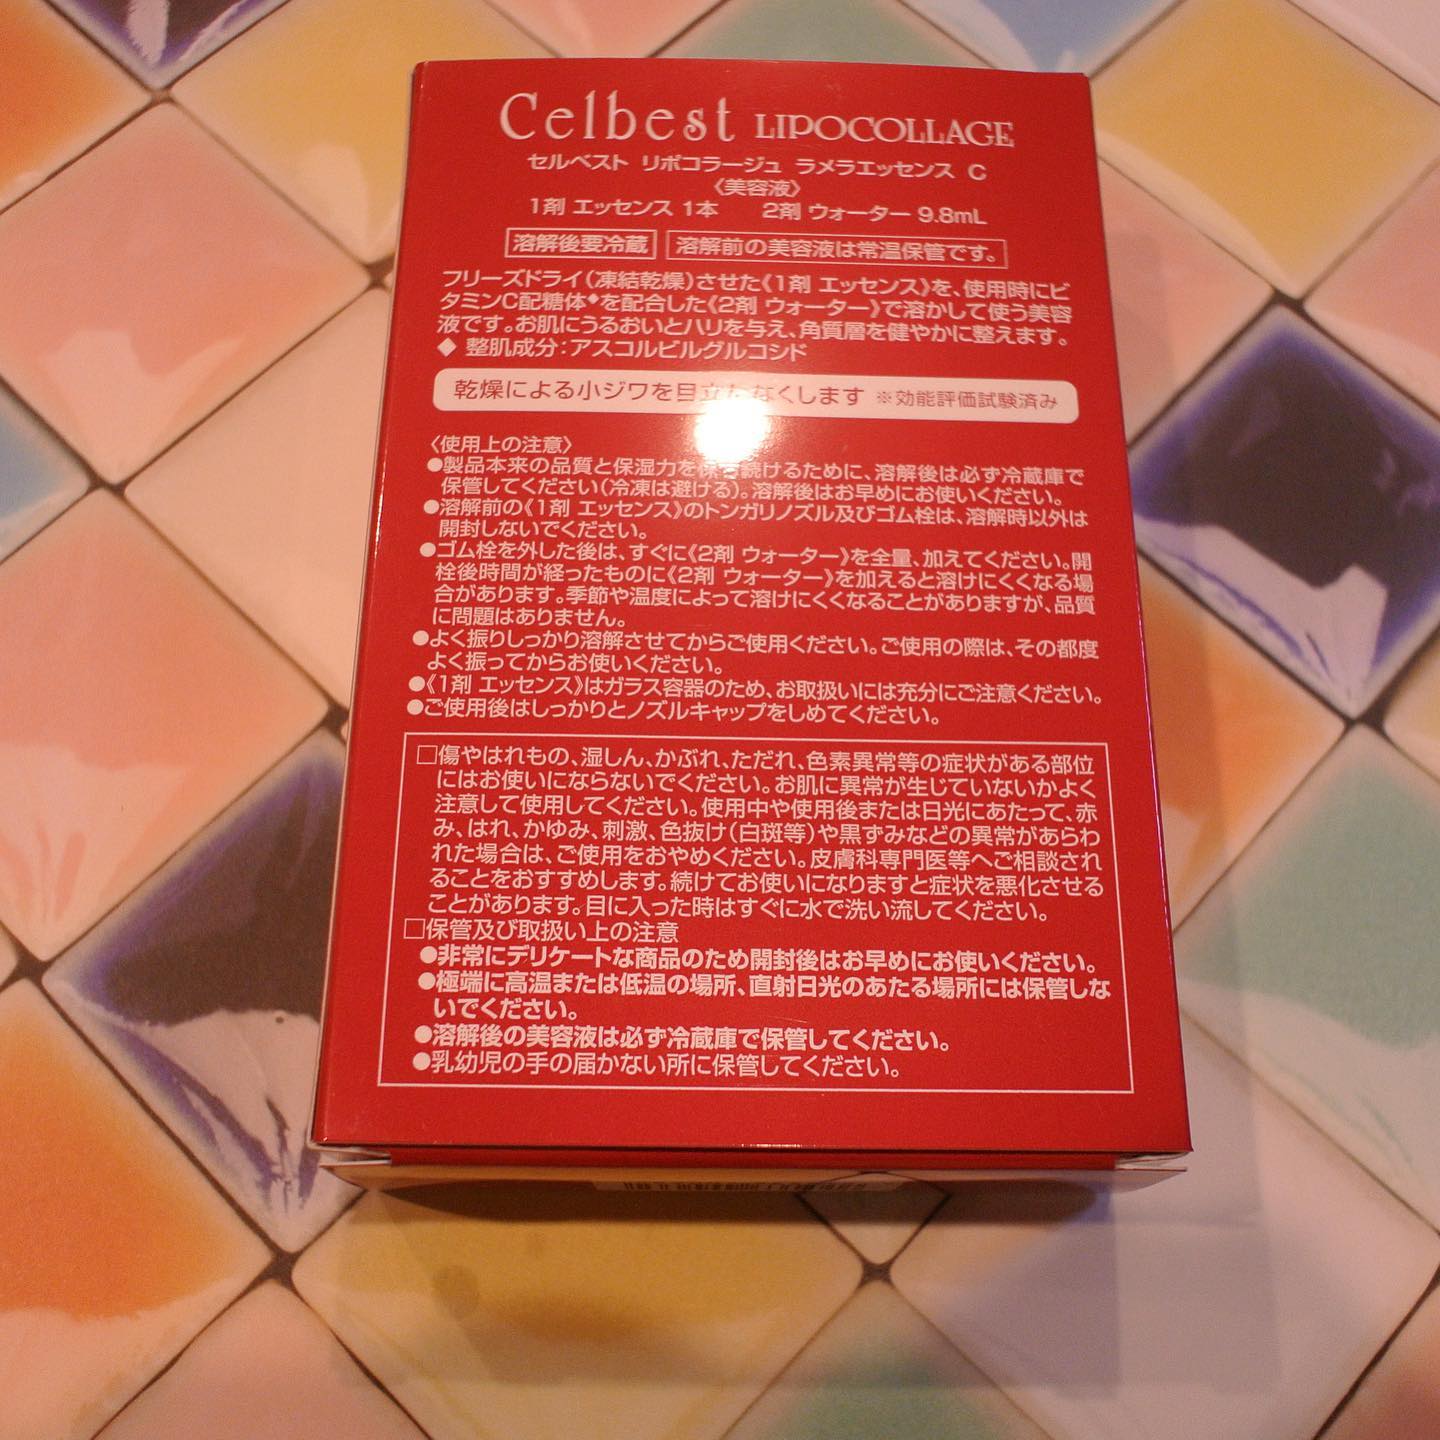 Celbest LIPOCOLLAGE
セルベスト リポコラージュ ラメラエッセンス C
〈美容液〉
1剤 エッセンス 1本 2剤 ウォーター 9.8mL
溶解後要冷蔵 溶解前の美容液は常温保管です。
フリーズドライ(凍結乾燥)させた《1剤 エッセンス》を、使用時にビ
タミンC配糖体◆を配合した《2剤 ウォーター》で溶かして使う美容
液です。お肌にうるおいとハリを与え、角質層を健やかに整えます。
◆ 整肌成分:アスコルビルグルコシド
乾燥による小ジワを目立たなくします ※効能評価試験済み
〈使用上の注意〉
●製品本来の品質と保湿力を保ち続けるために、溶解後は必ず冷蔵庫で
保管してください(冷凍は避ける)。溶解後はお早めにお使いください。
●溶解前の《1剤 エッセンス》のトンガリノズル及びゴム栓は、溶解時以外は
開封しないでください。
●ゴム栓を外した後は、すぐに《2剤 ウォーター》を全量、加えてください。開
栓後時間が経ったものに《2剤 ウォーター》を加えると溶けにくくなる場
合があります。季節や温度によって溶けにくくなることがありますが、品質
に問題はありません。
●よく振りしっかり溶解させてからご使用ください。ご使用の際は、その都度
よく振ってからお使いください。
●《1剤 エッセンス》はガラス容器のため、お取扱いには充分にご注意ください。
●ご使用後はしっかりとノズルキャップをしめてください。
□傷やはれもの、湿しん、かぶれ、ただれ、色素異常等の症状がある部位
にはお使いにならないでください。お肌に異常が生じていないかよく
注意して使用してください。使用中や使用後または日光にあたって、赤
み、はれ、かゆみ、刺激、色抜け(白斑等)や黒ずみなどの異常があらわ
れた場合は、ご使用をおやめください。皮膚科専門医等へご相談され
ることをおすすめします。続けてお使いになりますと症状を悪化させる
ことがあります。目に入った時はすぐに水で洗い流してください。
□保管及び取扱い上の注意
●非常にデリケートな商品のため開封後はお早めにお使いください。
●極端に高温または低温の場所、直射日光のあたる場所には保管しな
いでください。
●溶解後の美容液は必ず冷蔵庫で保管してください。
●乳幼児の手の届かない所に保管してください。